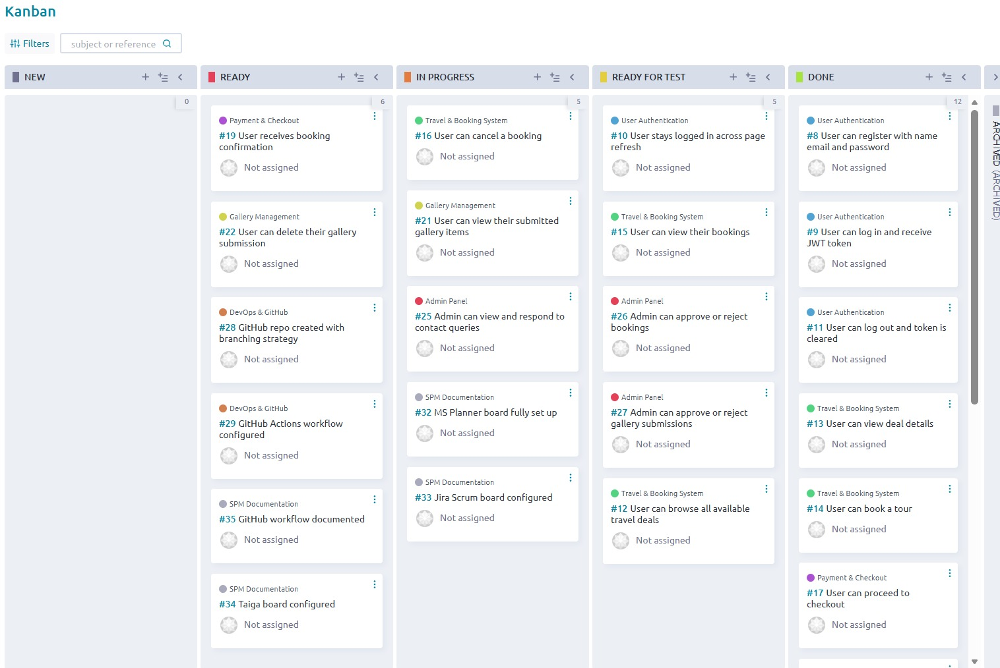 Kanban
Filters
subject or reference
NEW
0
READY
6
Payment & Checkout
#19 User receives booking
confirmation
Not assigned
Gallery Management
#22 User can delete their gallery
submission
Not assigned
DevOps & GitHub
#28 GitHub repo created with
branching strategy
Not assigned
DevOps & GitHub
#29 GitHub Actions workflow
configured
Not assigned
SPM Documentation
#35 GitHub workflow documented
Not assigned
SPM Documentation
#34 Taiga board configured
Not assigned
IN PROGRESS
5
Travel & Booking System
#16 User can cancel a booking
Not assigned
Gallery Management
#21 User can view their submitted
gallery items
Not assigned
Admin Panel
#25 Admin can view and respond to
contact queries
Not assigned
SPM Documentation
#32 MS Planner board fully set up
Not assigned
SPM Documentation
#33 Jira Scrum board configured
Not assigned
READY FOR TEST
5
User Authentication
#10 User stays logged in across page
refresh
Not assigned
Travel & Booking System
#15 User can view their bookings
Not assigned
Admin Panel
#26 Admin can approve or reject
bookings
Not assigned
Admin Panel
#27 Admin can approve or reject
gallery submissions
Not assigned
Travel & Booking System
#12 User can browse all available
travel deals
Not assigned
DONE
12
User Authentication
#8 User can register with name
email and password
Not assigned
User Authentication
#9 User can log in and receive
JWT token
Not assigned
User Authentication
#11 User can log out and token is
cleared
Not assigned
Travel & Booking System
#13 User can view deal details
Not assigned
Travel & Booking System
#14 User can book a tour
Not assigned
Payment & Checkout
#17 User can proceed to
checkout
Not assigned
ARCHIVED (ARCHIVED)